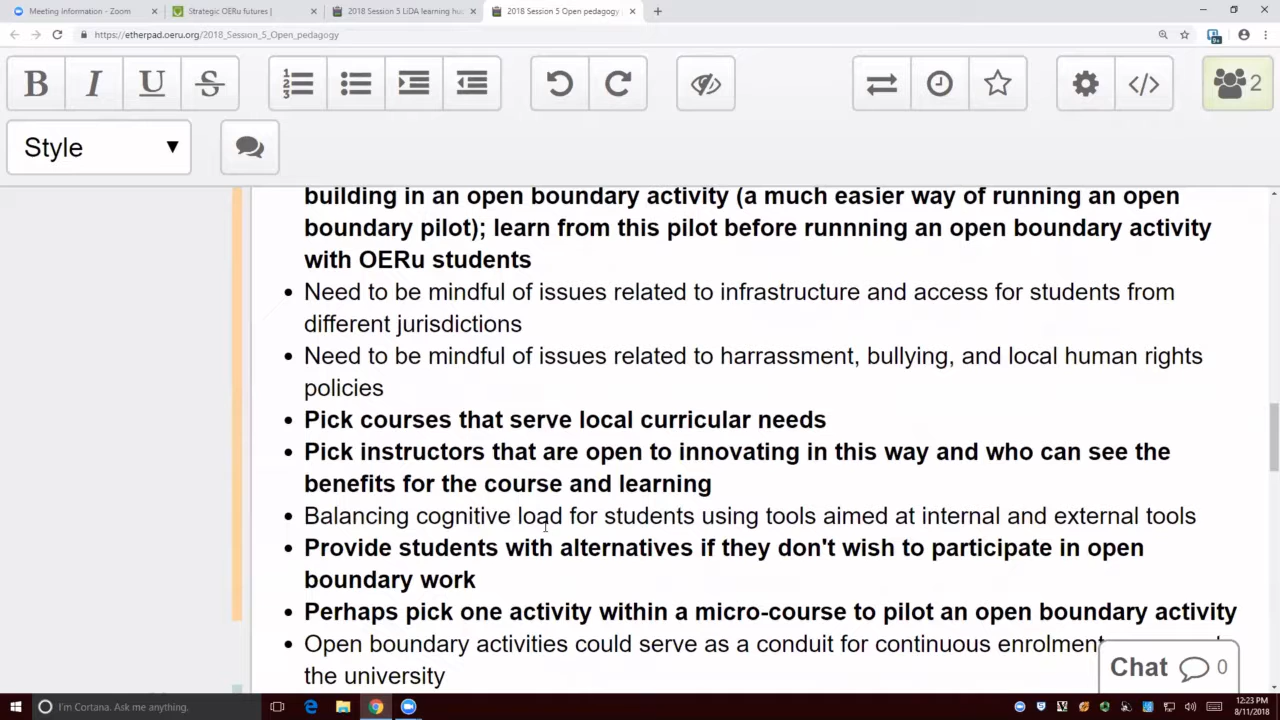 Meeting Information - Zoom
Strategic OERu futures |
2018 Session 5 LiDA learning hu
2018 Session 5 Open pedagogy
https://etherpad.oeru.org/2018_Session_5_Open_pedagogy
B I U S
2
Style
building in an open boundary activity (a much easier way of running an open
boundary pilot); learn from this pilot before runnning an open boundary activity
with OERu students
• Need to be mindful of issues related to infrastructure and access for students from
different jurisdictions
• Need to be mindful of issues related to harrassment, bullying, and local human rights
policies
• Pick courses that serve local curricular needs
• Pick instructors that are open to innovating in this way and who can see the
benefits for the course and learning
• Balancing cognitive load for students using tools aimed at internal and external tools
• Provide students with alternatives if they don't wish to participate in open
boundary work
• Perhaps pick one activity within a micro-course to pilot an open boundary activity
• Open boundary activities could serve as a conduit for continuous enrolment
the university
Chat 0
I'm Cortana. Ask me anything.
12:23 PM
8/11/2018